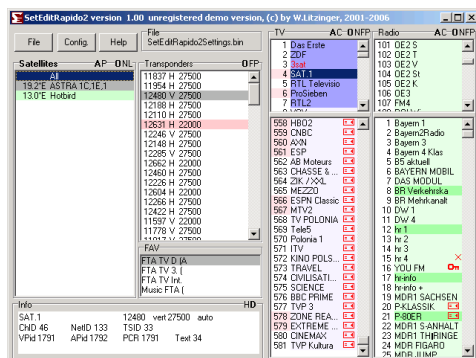 SetEditRapido2 version 1.00 unregistered demo version, (c) by W.Litzinger, 2001-2006
File
Config.
Help
File
SetEditRapido2Settings.bin
Satellites AP ONL
All
19.2°E ASTRA 1C,1E,1
13.0°E Hotbird
Transponders OFP
11837 H 27500
11954 H 27500
12480 V 27500
12188 H 27500
12110 H 27500
12631 H 22000
12246 V 27500
12148 H 27500
12285 V 27500
12662 H 22000
12460 H 27500
12226 H 27500
12604 H 27500
12266 H 27500
12422 H 27500
11597 V 22000
11778 V 27500
FAV
FTA TV D (A
FTA TV 3. (
FTA TV Int.
Music FTA (
Info HD
SAT.1 12480 vert 27500 auto
ChID 46 NetID 133 TSID 33
VPid 1791 APid 1792 PCR 1791 Text 34
TV AC ONFP
1 Das Erste
2 ZDF
3 3sat
4 SAT.1
5 RTL Televisio
6 ProSieben
7 RTL2
558 HBO2
559 CNBC
560 AXN
561 ESP
562 AB Moteurs
563 CHASSE & ...
564 ZIK / XXL
565 MEZZO
566 ESPN Classic
567 MTV2
568 TV POLONIA
569 Tele5
570 Polonia 1
571 ITV
572 KINO POLS...
573 TRAVEL
574 CIVILISATION
575 SCIENCE
576 BBC PRIME
577 TVP 3
578 ZONE REA...
579 EXTREME ...
580 CINEMAX
581 TVP Kultura
Radio AC ONFP
101 OE2 S
102 OE2 T
103 OE2 V
104 OE2 St
105 OE2 K
106 OE3
107 FM4
1 Bayern 1
2 Bayern2Radio
3 Bayern 3
4 Bayern 4 Klas
5 B5 aktuell
6 BAYERN MOBIL
7 DAS MODUL
8 BR Verkehrska
9 BR Mehrkanalt
10 DW 1
11 DW 4
12 hr 1
13 hr 2
14 hr 3
15 hr 4
16 YOU FM
17 hr-info
18 hr-info +
19 MDR1 SACHSEN
20 P-KLASSIK
21 P-80ER
22 MDR1 S-ANHALT
23 MDR1 THÜRINGE
24 MDR FIGARO
25 MDR JUMP